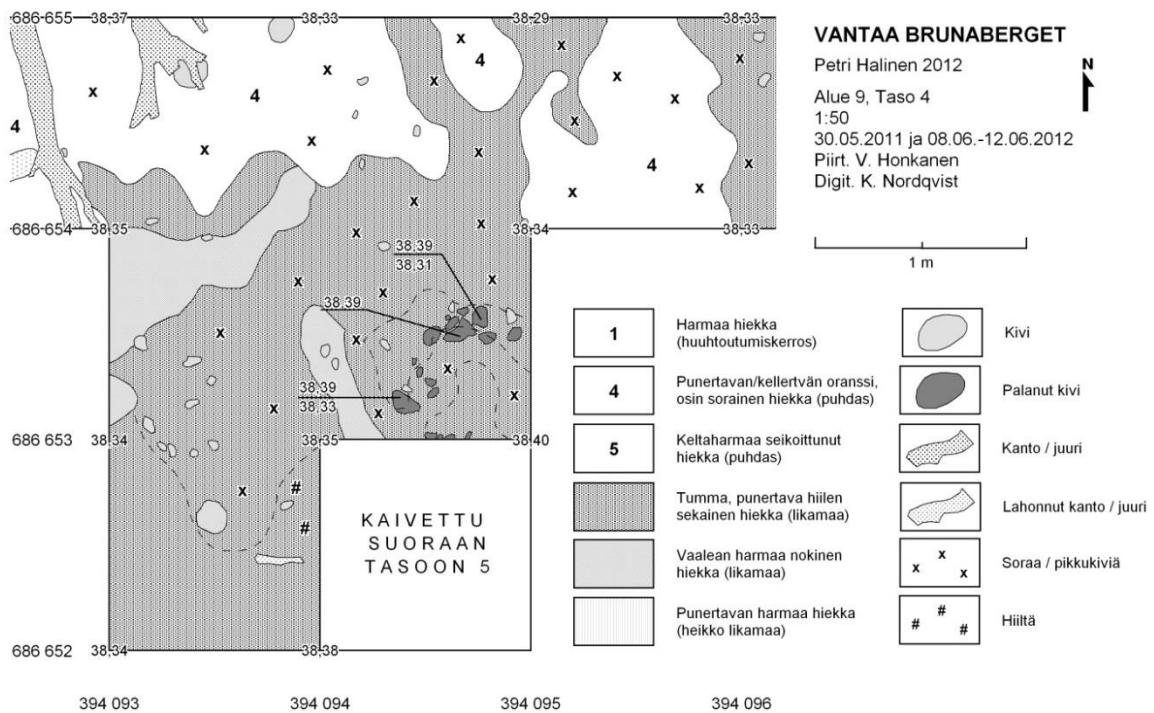 686 655
38,37
38,33
38,29
38,33
4
4
4
4
686 654
38,35
38,34
38,33
38,39
38,31
38,39
38,39
38,33
686 653
38,34
38,35
38,40
KAIVETTU
SUORAAN
TASOON 5
686 652
38,34
38,38
394 093
394 094
394 095
394 096
VANTAA BRUNABERGET
Petri Halinen 2012
Alue 9, Taso 4
1:50
30.05.2011 ja 08.06.-12.06.2012
Piirt. V. Honkanen
Digit. K. Nordqvist
N
1 m
1
Harmaa hiekka
(huuhtoutumiskerros)
4
Punertavan/kellertvän oranssi,
osin sorainen hiekka (puhdas)
5
Keltaharmaa seikoittunut
hiekka (puhdas)
Tumma, punertava hiilen
sekainen hiekka (likamaa)
Vaalean harmaa nokinen
hiekka (likamaa)
Punertavan harmaa hiekka
(heikko likamaa)
Kivi
Palanut kivi
Kanto / juuri
Lahonnut kanto / juuri
x x x
Soraa / pikkukiviä
# # #
Hiiltä